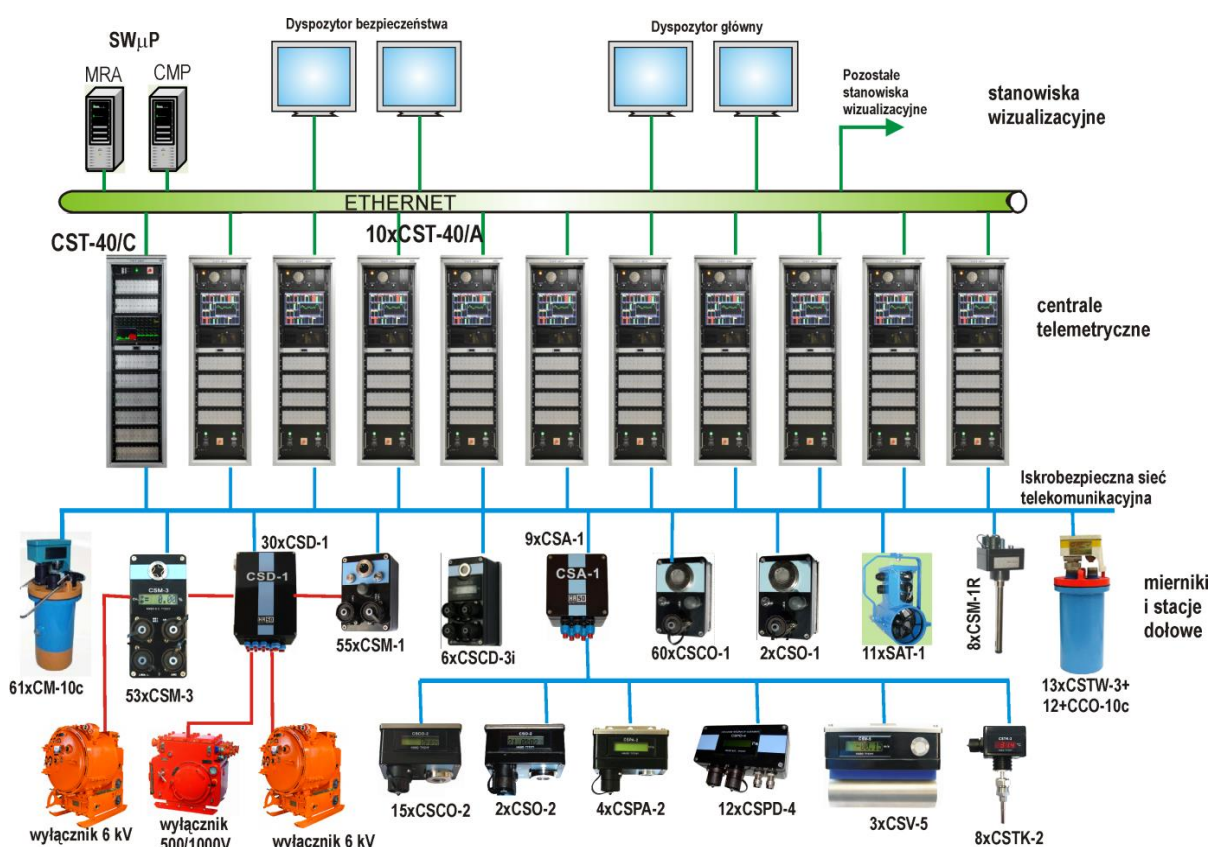 SWμP
MRA
CMP
Dyspozytor bezpieczeństwa
Dyspozytor główny
Pozostałe
stanowiska
wizualizacyjne
stanowiska
wizualizacyjne
ETHERNET
CST-40/C
10xCST-40/A
centrale
telemetryczne
Iskrobezpieczna sieć
telekomunikacyjna
30xCSD-1
9xCSA-1
CSM-3
CSD-1
CSA-1
8xCSM-1R
mierniki
i stacje
dołowe
61xCM-10c
53xCSM-3
55xCSM-1
6xCSCD-3i
60xCSCO-1
2xCSO-1
11xSAT-1
13xCSTW-3+
12+CCO-10c
wyłącznik 6 kV
wyłącznik
500/1000V
wyłącznik 6 kV
15xCSCO-2
2xCSO-2
4xCSPA-2
12xCSPD-4
3xCSV-5
8xCSTK-2